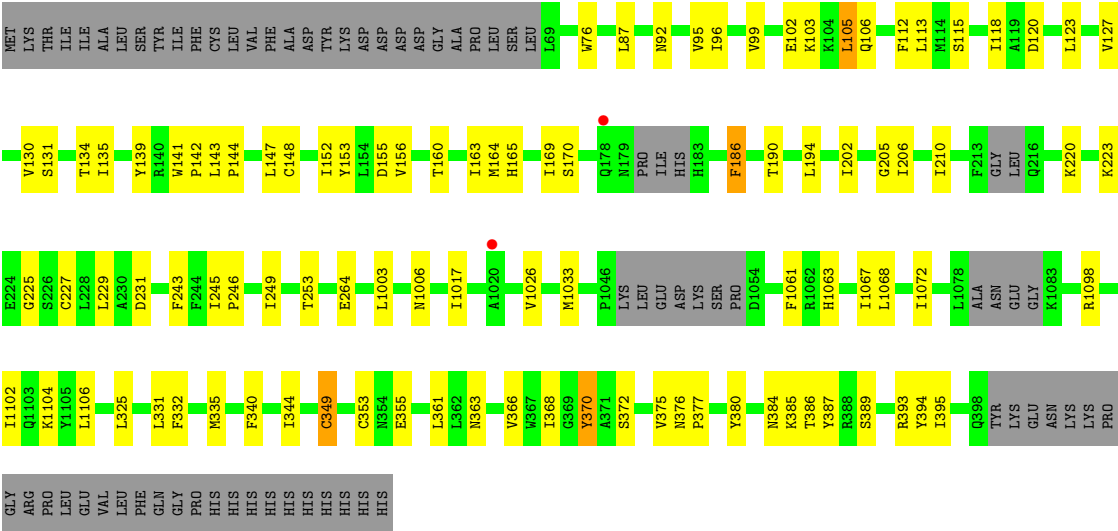 MET LYS THR ILE ILE ALA LEU SER TYR ILE PHE CYS LEU VAL PHE ALA ASP TYR LYS ASP ASP ASP ASP GLY ALA PRO LEU SER LEU L69 W76 L87 N92 V95 I96 V99 E102 K103 K104 L105 Q106 F112 L113 M114 S115 I118 A119 D120 L123 V127
V130 S131 T134 I135 Y139 R140 W141 P142 L143 P144 L147 C148 I152 Y153 L154 D155 V156 T160 I163 M164 H165 I169 S170 Q178 N179 PRO ILE HIS H183 F186 T190 L194 I202 G205 I206 I210 F213 GLY LEU Q216 K220 K223
E224 G225 S226 C227 L228 L229 A230 D231 F243 F244 I245 P246 I249 T253 E264 L1003 N1006 I1017 A1020 V1026 M1033 P1046 LYS LEU GLU ASP LYS SER PRO D1054 F1061 R1062 H1063 I1067 L1068 I1072 L1078 ALA ASN GLU GLY K1083 R1098
I1102 Q1103 K1104 Y1105 L1106 L325 L331 F332 M335 F340 I344 C349 C353 N354 E355 L361 L362 N363 V366 W367 I368 G369 Y370 A371 S372 V375 N376 P377 Y380 N384 K385 T386 Y387 R388 S389 R393 Y394 I395 Q398 TYR LYS GLU ASN LYS LYS PRO
GLY ARG PRO LEU GLU VAL LEU PHE GLN GLY PRO HIS HIS HIS HIS HIS HIS HIS HIS HIS HIS